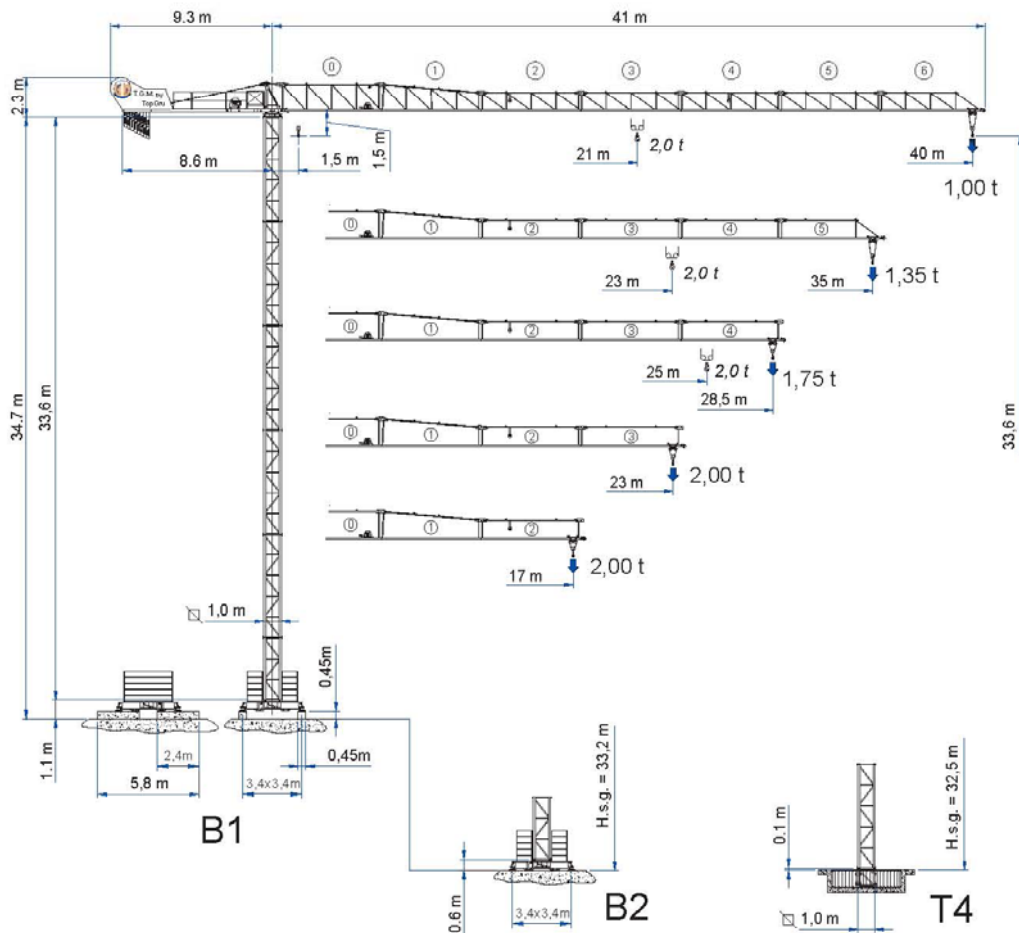 9.3 m
41 m
⓪ ① ② ③ ④ ⑤ ⑥
2.3 m
T.G.M. by
TopGru
8.6 m
1,5 m
1,5 m
21 m
2,0 t
40 m
1,00 t
⓪ ① ② ③ ④ ⑤
23 m
2,0 t
35 m
1,35 t
⓪ ① ② ③ ④
25 m
2,0 t
28,5 m
1,75 t
34.7 m
33,6 m
33,6 m
⓪ ① ② ③
23 m
2,00 t
⓪ ① ②
17 m
2,00 t
1,0 m
0,45m
1.1 m
2,4m
5,8 m
0,45m
3,4x3,4m
B1
H.s.g. = 33,2 m
0.6 m
3,4x3,4m
B2
H.s.g. = 32,5 m
0.1 m
1,0 m
T4